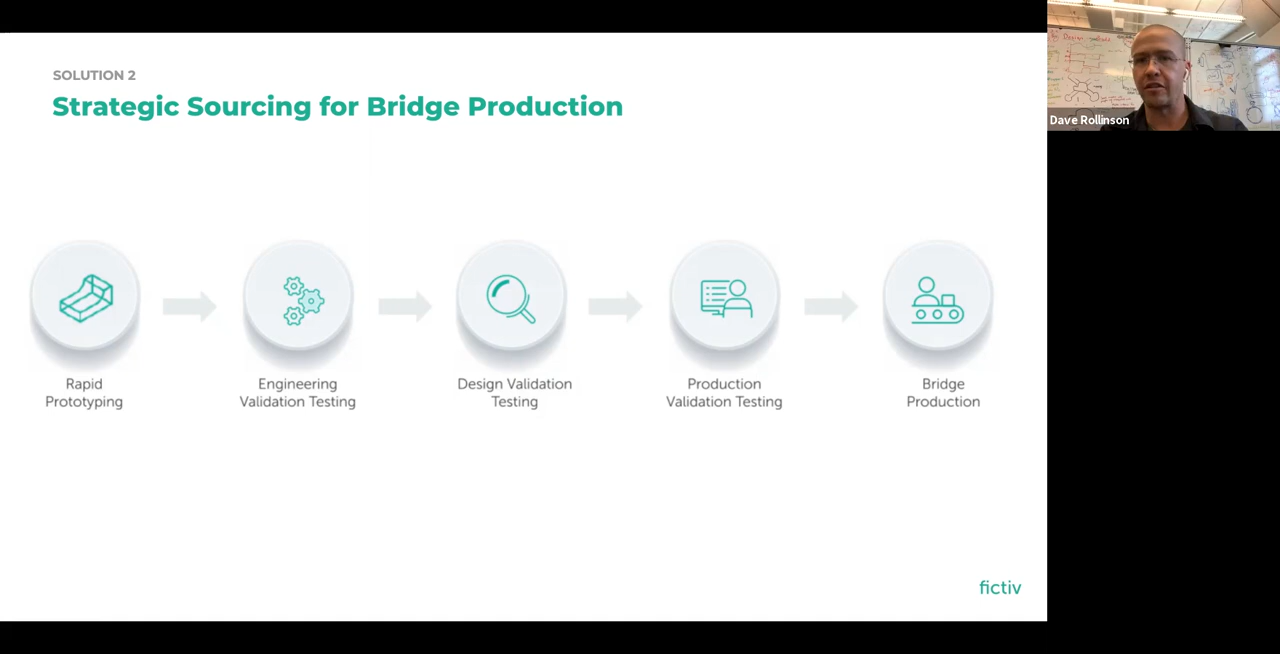 SOLUTION 2
Strategic Sourcing for Bridge Production
Rapid
Prototyping
Engineering
Validation Testing
Design Validation
Testing
Production
Validation Testing
Bridge
Production
fictiv
Dave Rollinson